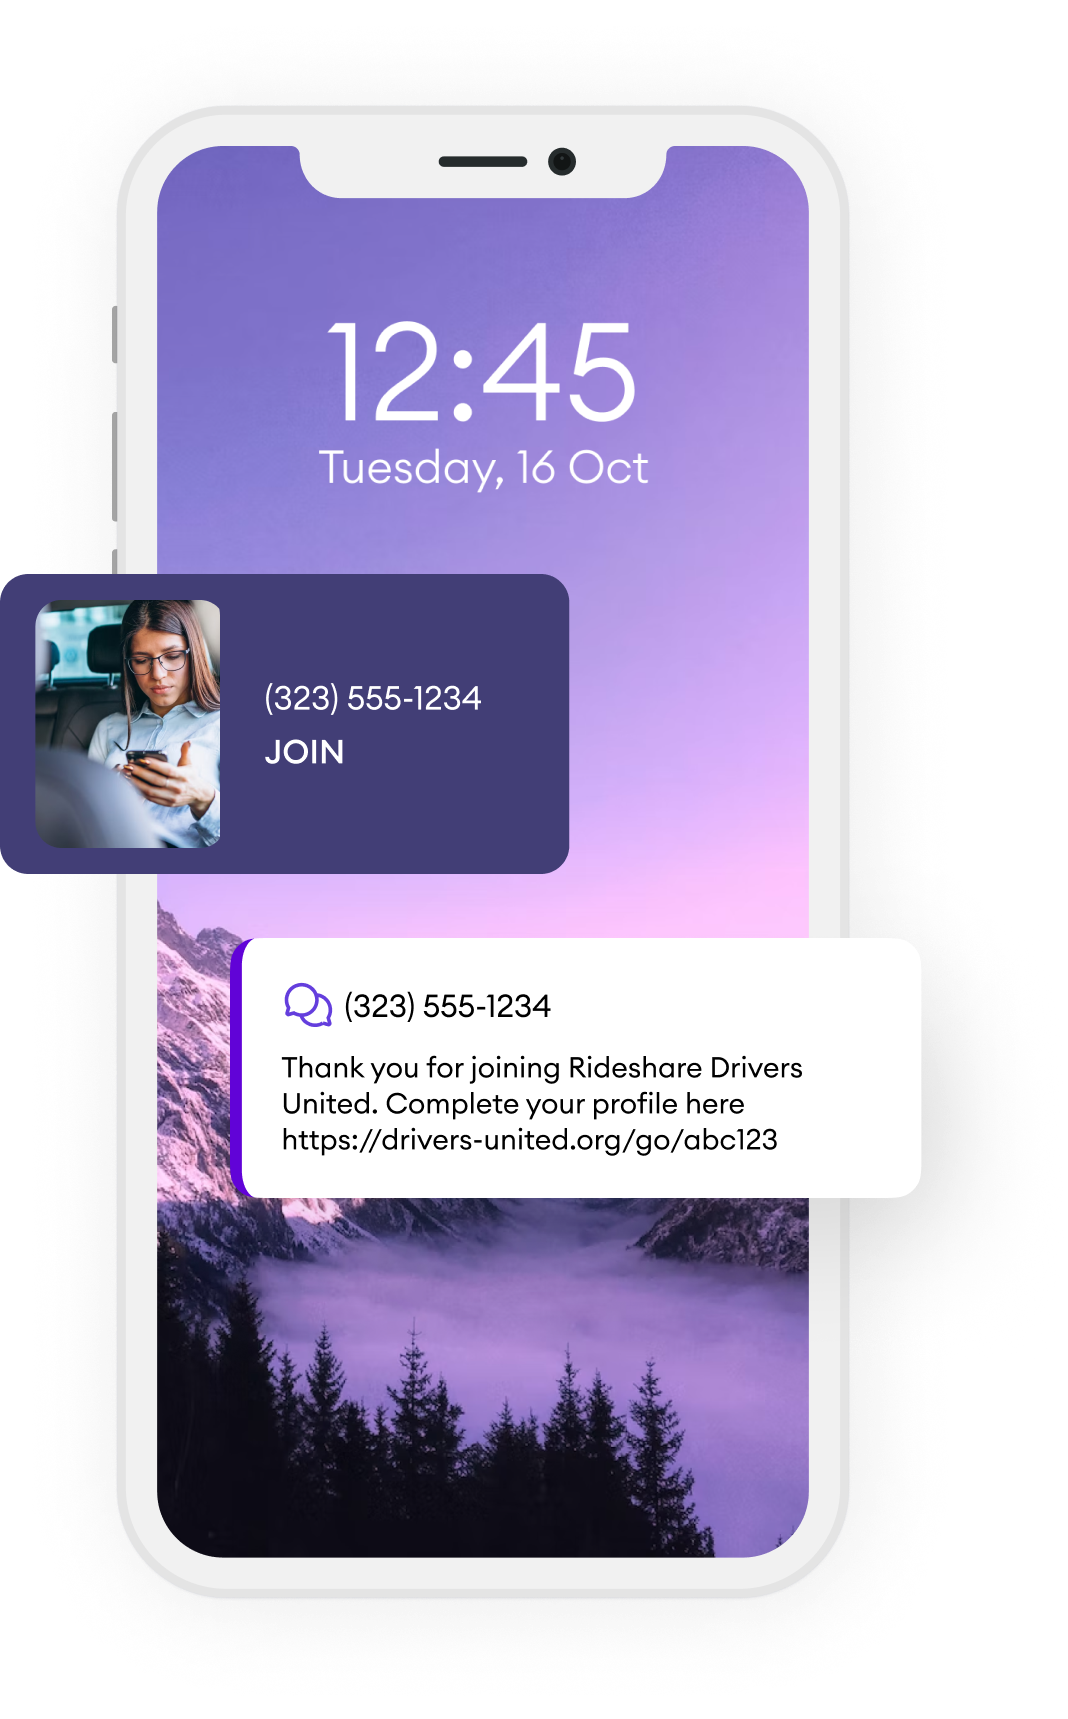 12:45
Tuesday, 16 Oct
(323) 555-1234
JOIN
(323) 555-1234
Thank you for joining Rideshare Drivers
United. Complete your profile here
https://drivers-united.org/go/abc123